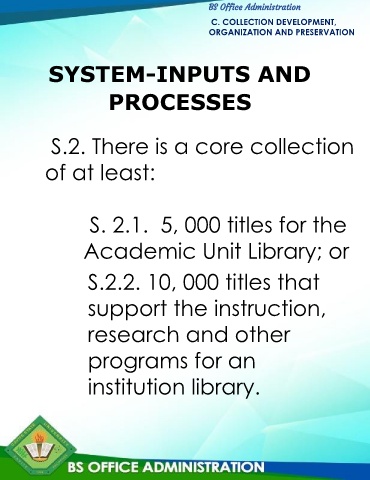 BS Office Administration
C. COLLECTION DEVELOPMENT,
ORGANIZATION AND PRESERVATION
SYSTEM-INPUTS AND
PROCESSES
S.2. There is a core collection
of at least:
S. 2.1. 5, 000 titles for the
Academic Unit Library; or
S.2.2. 10, 000 titles that
support the instruction,
research and other
programs for an
institution library.
BS OFFICE ADMINISTRATION